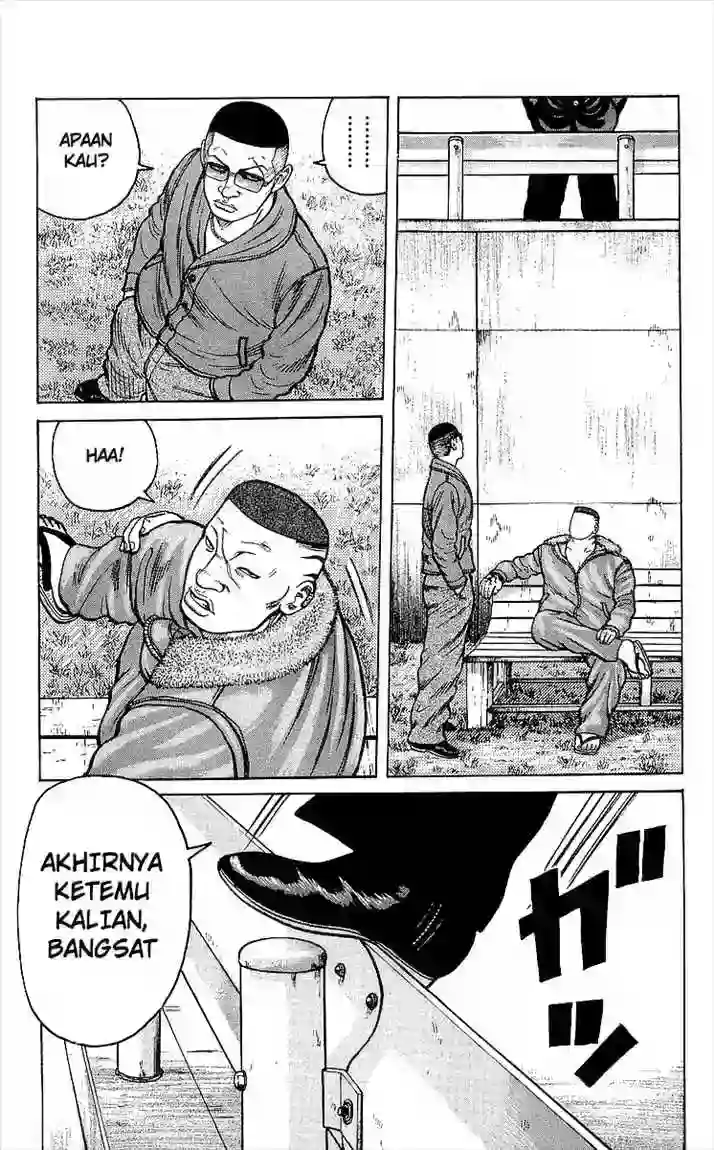 ......
APAAN
KAU?
HAA!
AKHIRNYA
KETEMU
KALIAN,
BANGSAT
ガッ